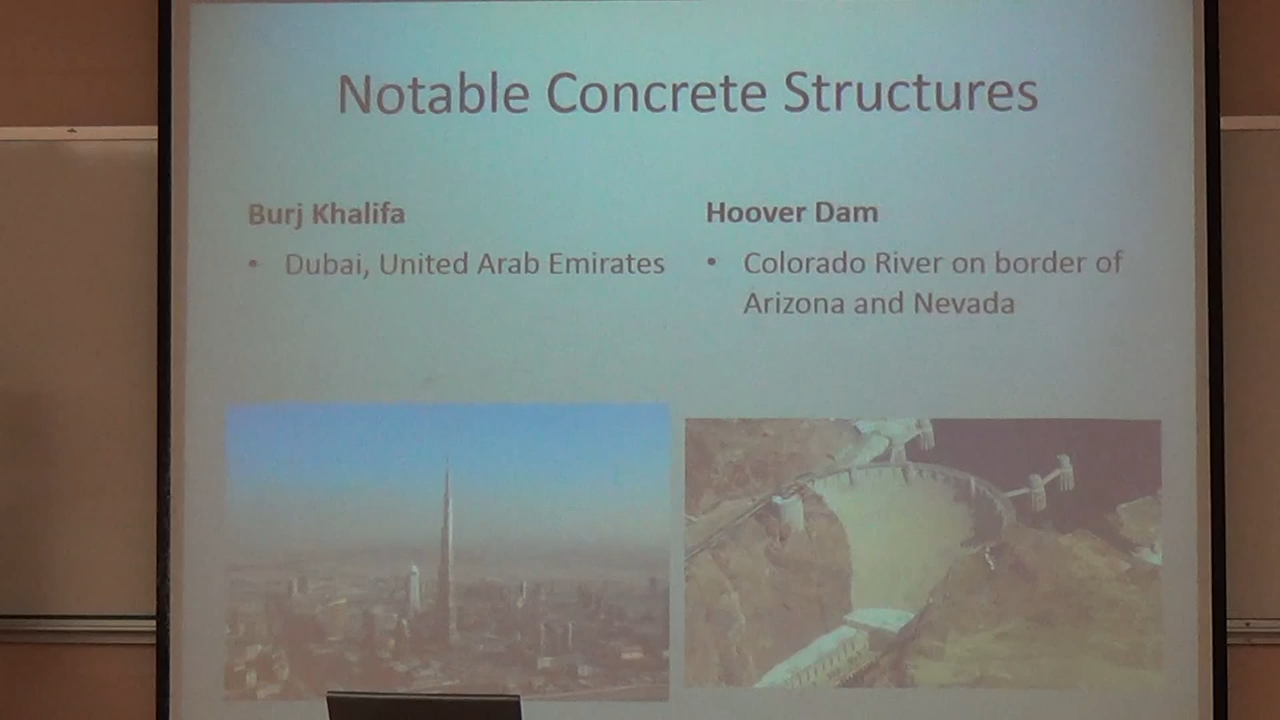 Notable Concrete Structures
Burj Khalifa
• Dubai, United Arab Emirates
Hoover Dam
• Colorado River on border of
Arizona and Nevada